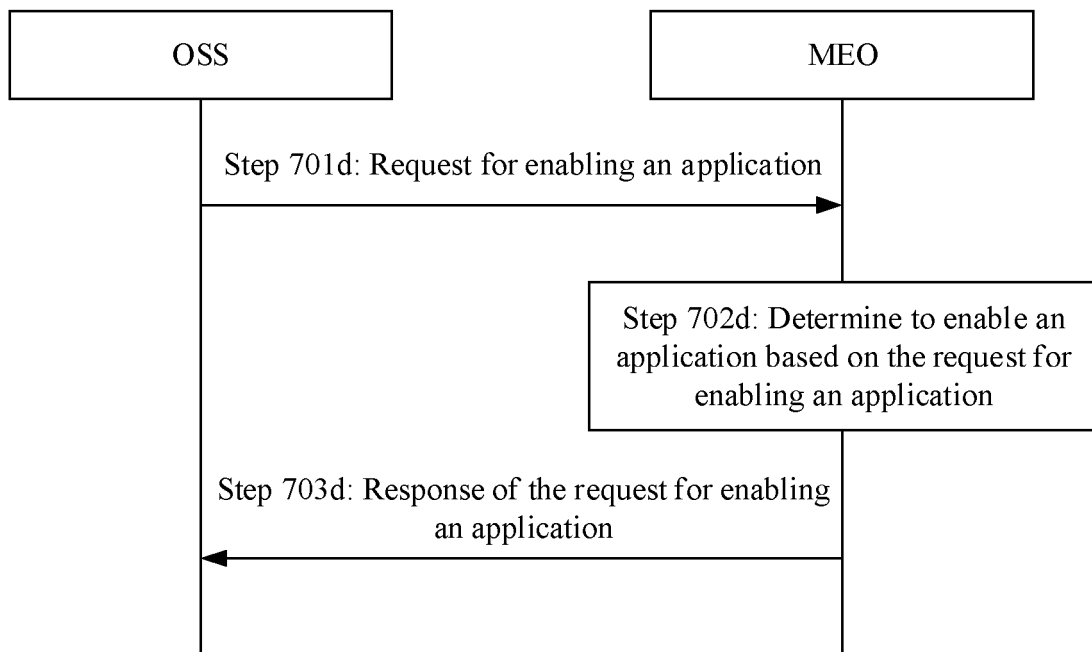 OSS
MEO
Step 701d: Request for enabling an application
Step 702d: Determine to enable an
application based on the request for
enabling an application
Step 703d: Response of the request for enabling
an application